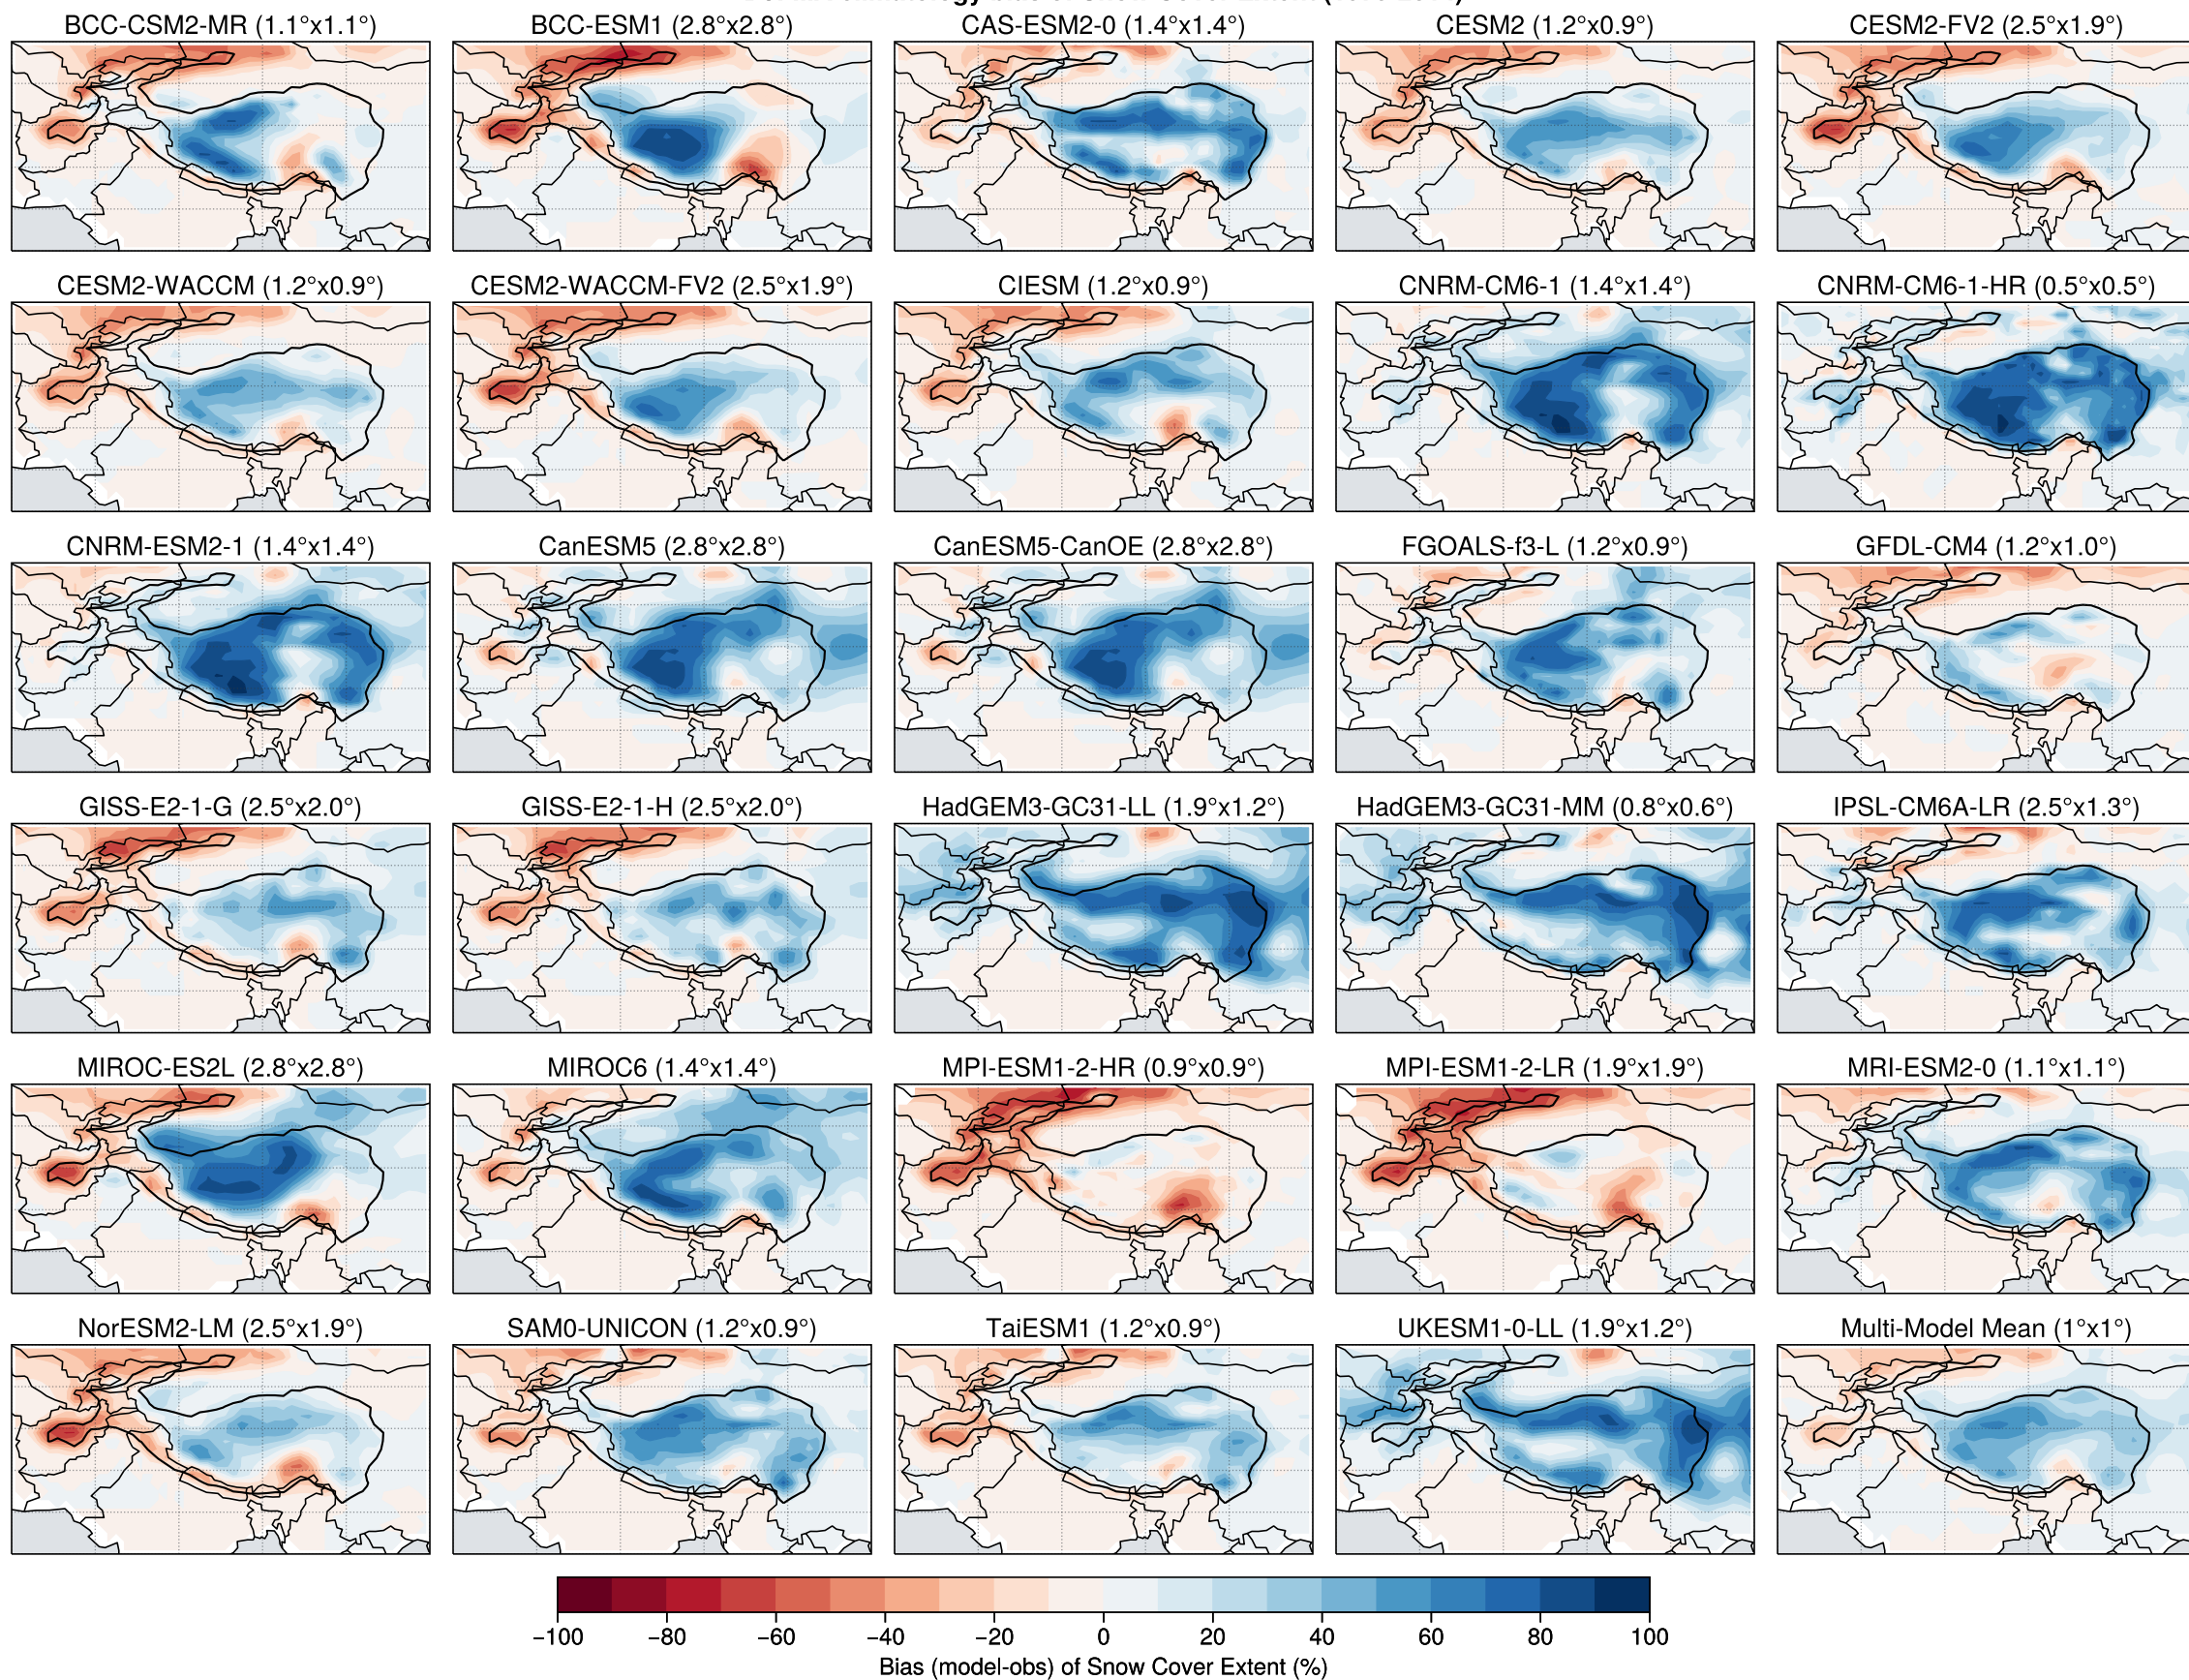 BCC-CSM2-MR (1.1°x1.1°) BCC-ESM1 (2.8°x2.8°) CAS-ESM2-0 (1.4°x1.4°) CESM2 (1.2°x0.9°) CESM2-FV2 (2.5°x1.9°)
CESM2-WACCM (1.2°x0.9°) CESM2-WACCM-FV2 (2.5°x1.9°) CIESM (1.2°x0.9°) CNRM-CM6-1 (1.4°x1.4°) CNRM-CM6-1-HR (0.5°x0.5°)
CNRM-ESM2-1 (1.4°x1.4°) CanESM5 (2.8°x2.8°) CanESM5-CanOE (2.8°x2.8°) FGOALS-f3-L (1.2°x0.9°) GFDL-CM4 (1.2°x1.0°)
GISS-E2-1-G (2.5°x2.0°) GISS-E2-1-H (2.5°x2.0°) HadGEM3-GC31-LL (1.9°x1.2°) HadGEM3-GC31-MM (0.8°x0.6°) IPSL-CM6A-LR (2.5°x1.3°)
MIROC-ES2L (2.8°x2.8°) MIROC6 (1.4°x1.4°) MPI-ESM1-2-HR (0.9°x0.9°) MPI-ESM1-2-LR (1.9°x1.9°) MRI-ESM2-0 (1.1°x1.1°)
NorESM2-LM (2.5°x1.9°) SAM0-UNICON (1.2°x0.9°) TaiESM1 (1.2°x0.9°) UKESM1-0-LL (1.9°x1.2°) Multi-Model Mean (1°x1°)
−100 −80 −60 −40 −20 0 20 40 60 80 100
Bias (model-obs) of Snow Cover Extent (%)